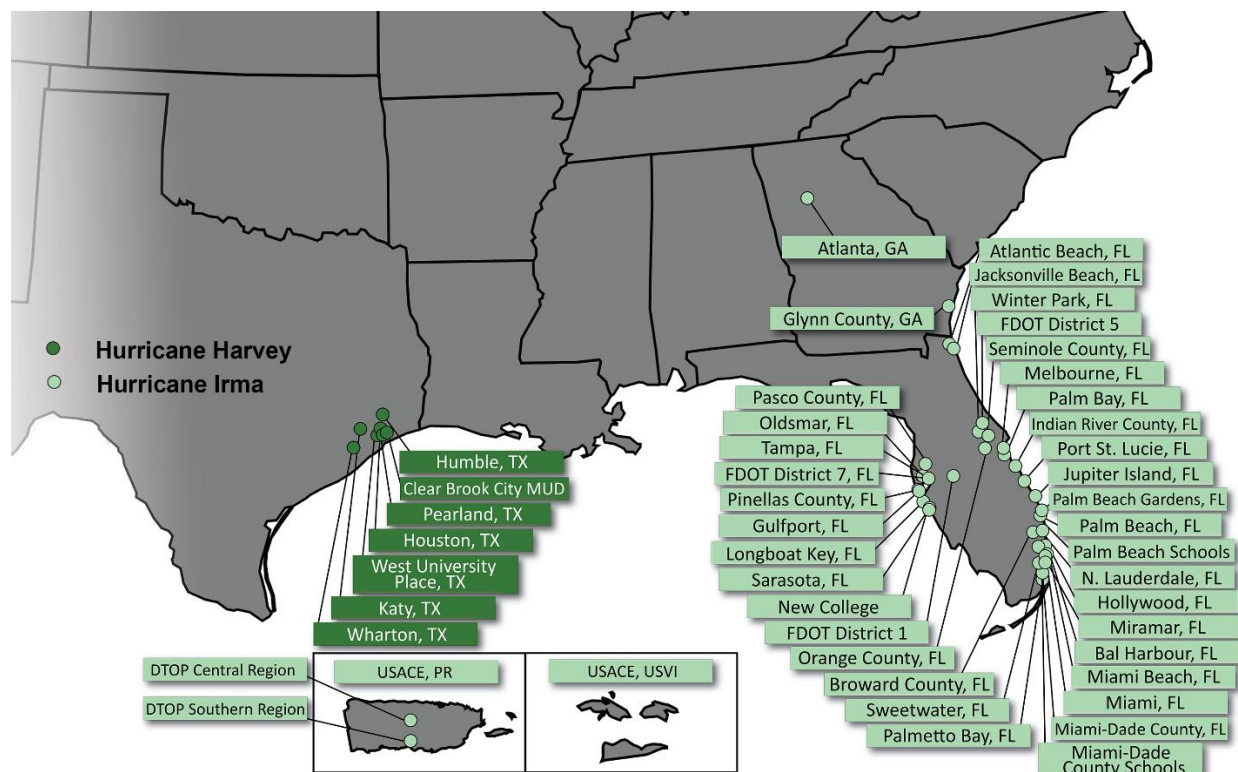 Atlanta, GA
Glynn County, GA
Atlantic Beach, FL
Jacksonville Beach, FL
Winter Park, FL
FDOT District 5
Seminole County, FL
Melbourne, FL
Palm Bay, FL
Indian River County, FL
Port St. Lucie, FL
Jupiter Island, FL
Palm Beach Gardens, FL
Palm Beach, FL
Palm Beach Schools
N. Lauderdale, FL
Hollywood, FL
Miramar, FL
Bal Harbour, FL
Miami Beach, FL
Miami, FL
Miami-Dade County, FL
Miami-Dade
County Schools
Hurricane Harvey
Hurricane Irma
Pasco County, FL
Oldsmar, FL
Tampa, FL
FDOT District 7, FL
Pinellas County, FL
Gulfport, FL
Longboat Key, FL
Sarasota, FL
New College
FDOT District 1
Orange County, FL
Broward County, FL
Sweetwater, FL
Palmetto Bay, FL
Humble, TX
Clear Brook City MUD
Pearland, TX
Houston, TX
West University
Place, TX
Katy, TX
Wharton, TX
DTOP Central Region
DTOP Southern Region
USACE, PR
USACE, USVI